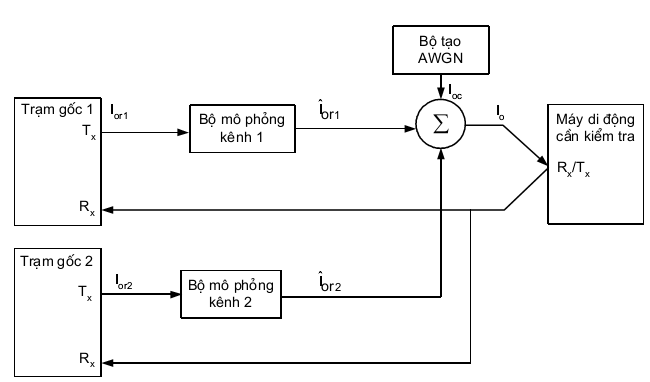 Bộ tạo
AWGN
Ioc
Trạm gốc 1
Ior1
Tx
Bộ mô phỏng
kênh 1
Îor1
Σ
Io
Máy di động
cần kiểm tra
Rx/Tx
Rx
Trạm gốc 2
Ior2
Tx
Bộ mô phỏng
kênh 2
Îor2
Rx